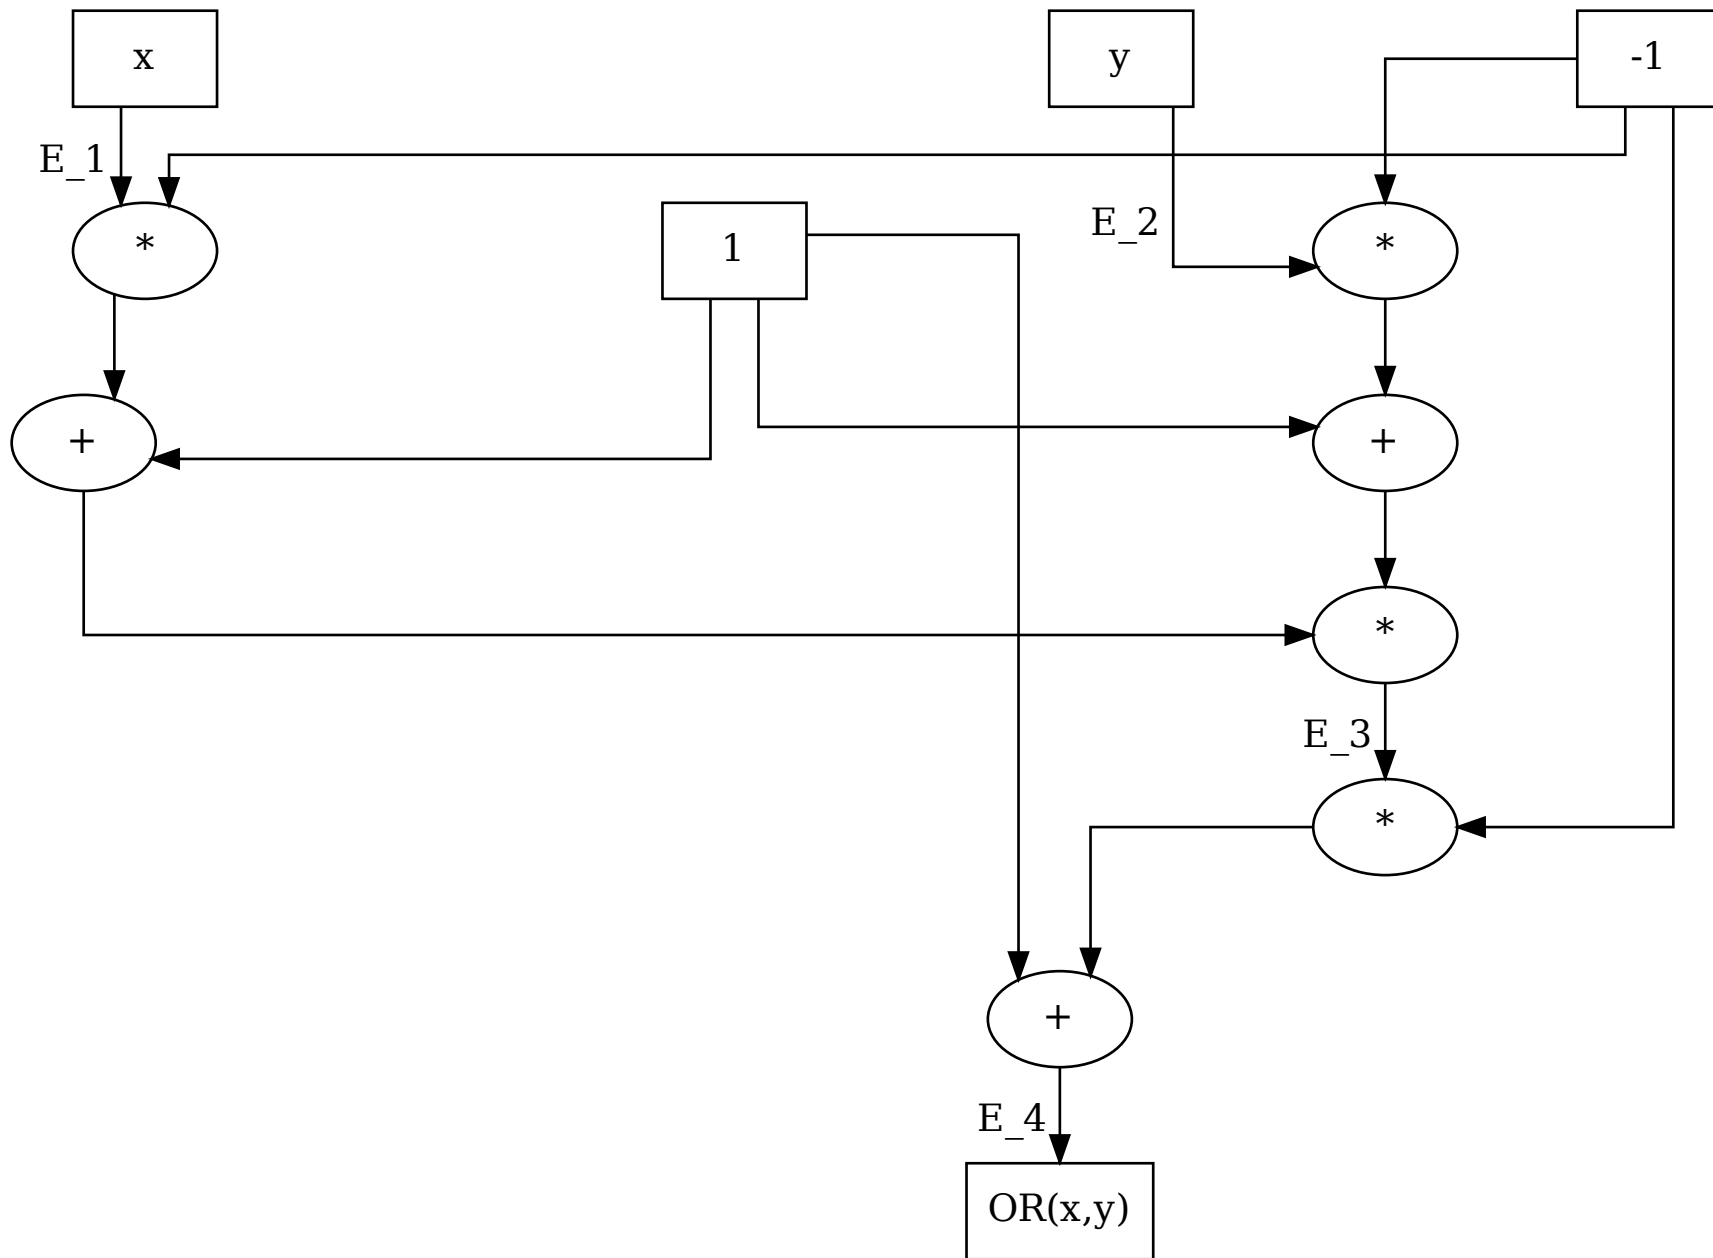 x
y
-1
E_1
E_2
*
1
*
+
+
*
E_3
*
+
E_4
OR(x,y)